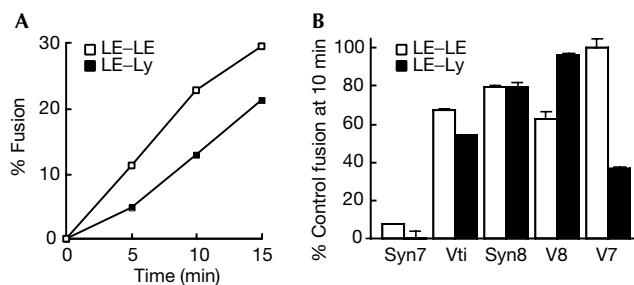 A
30
20
10
0
% Fusion
LE–LE
LE–Ly
0 5 10 15
Time (min)
B
100
80
60
40
20
0
% Control fusion at 10 min
LE–LE
LE–Ly
Syn7 Vti Syn8 V8 V7